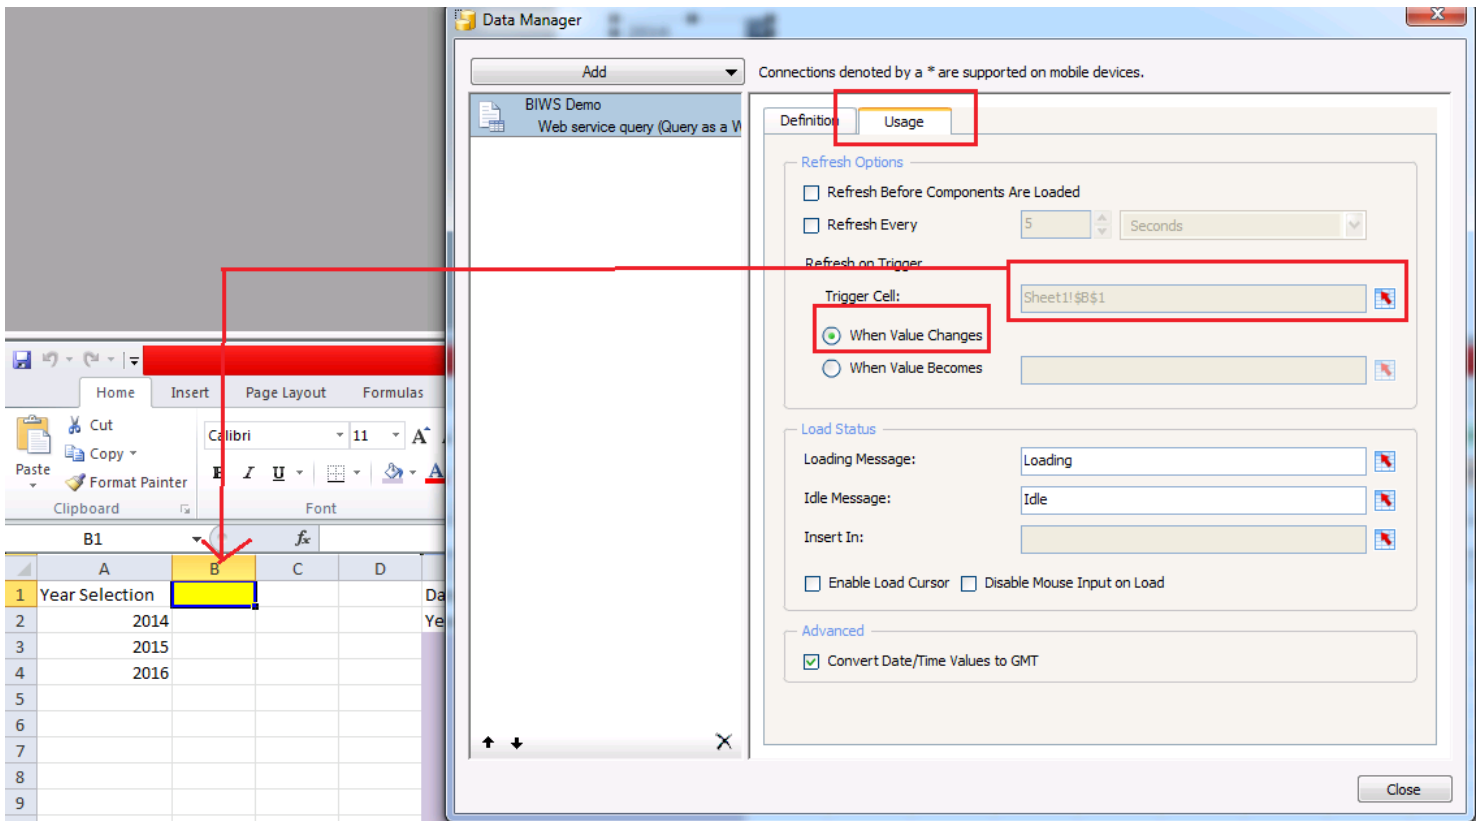 Data Manager
Add
Connections denoted by a * are supported on mobile devices.
BIWS Demo
Web service query (Query as a W
Definition
Usage
Refresh Options
Refresh Before Components Are Loaded
Refresh Every
5
Seconds
Refresh on Trigger
Trigger Cell:
Sheet1!$B$1
When Value Changes
When Value Becomes
Load Status
Loading Message:
Loading
Idle Message:
Idle
Insert In:
Enable Load Cursor
Disable Mouse Input on Load
Advanced
Convert Date/Time Values to GMT
Close
Home
Insert
Page Layout
Formulas
Cut
Copy
Format Painter
Paste
Clipboard
Calibri
11
A
B I U
A
Font
B1
fx
A B C D
1 Year Selection Da
2 2014 Ye
3 2015
4 2016
5
6
7
8
9